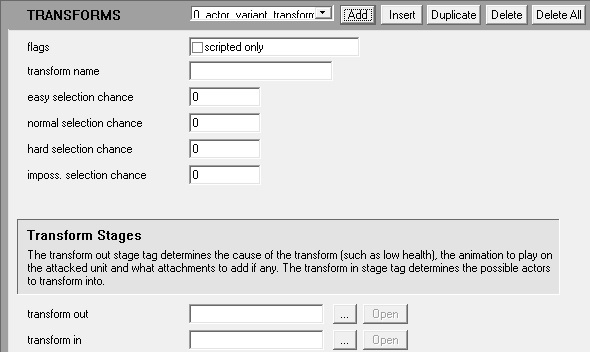 TRANSFORMS 0_actor_variant_transform Add Insert Duplicate Delete Delete All
flags scripted only
transform name
easy selection chance 0
normal selection chance 0
hard selection chance 0
imposs. selection chance 0
Transform Stages
The transform out stage tag determines the cause of the transform (such as low health), the animation to play on
the attacked unit and what attachments to add if any. The transform in stage tag determines the possible actors
to transform into.
transform out ... Open
transform in ... Open